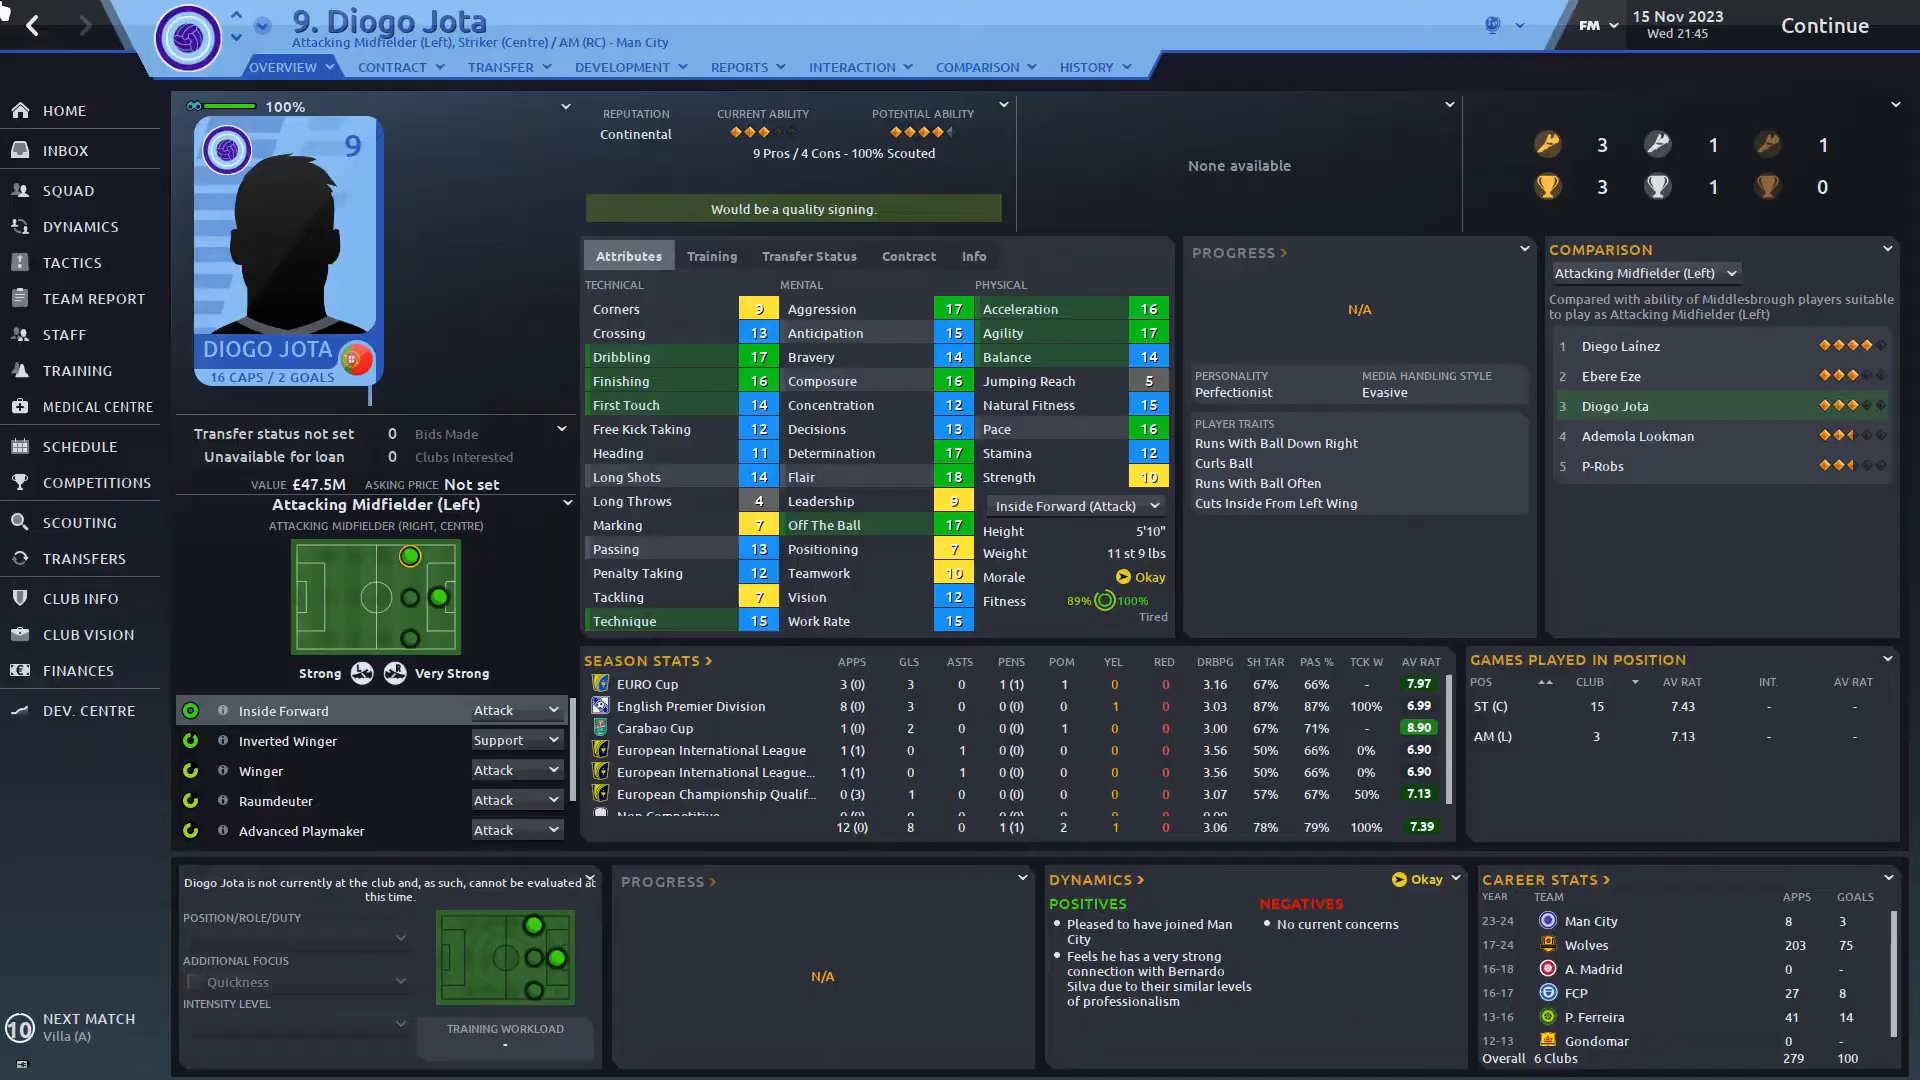 9. Diogo Jota
Attacking Midfielder (Left), Striker (Centre) / AM (RC) - Man City
FM
15 Nov 2023
Wed 21:45
Continue
OVERVIEW
CONTRACT
TRANSFER
DEVELOPMENT
REPORTS
INTERACTION
COMPARISON
HISTORY
HOME
INBOX
SQUAD
DYNAMICS
TACTICS
TEAM REPORT
STAFF
TRAINING
MEDICAL CENTRE
SCHEDULE
COMPETITIONS
SCOUTING
TRANSFERS
CLUB INFO
CLUB VISION
FINANCES
DEV. CENTRE
10
NEXT MATCH
Villa (A)
100%
9
DIOGO JOTA
16 CAPS / 2 GOALS
Transfer status not set 0 Bids Made
Unavailable for loan 0 Clubs Interested
VALUE £47.5M ASKING PRICE Not set
Attacking Midfielder (Left)
ATTACKING MIDFIELDER (RIGHT, CENTRE)
Strong L R Very Strong
Inside Forward Attack
Inverted Winger Support
Winger Attack
Raumdeuter Attack
Advanced Playmaker Attack
REPUTATION CURRENT ABILITY POTENTIAL ABILITY
Continental
9 Pros / 4 Cons - 100% Scouted
Would be a quality signing.
None available
3 1 1
3 1 0
Attributes Training Transfer Status Contract Info
TECHNICAL MENTAL PHYSICAL
Corners 9 Aggression 17 Acceleration 16
Crossing 13 Anticipation 15 Agility 17
Dribbling 17 Bravery 14 Balance 14
Finishing 16 Composure 16 Jumping Reach 5
First Touch 14 Concentration 12 Natural Fitness 15
Free Kick Taking 12 Decisions 13 Pace 16
Heading 11 Determination 17 Stamina 12
Long Shots 14 Flair 18 Strength 10
Long Throws 4 Leadership 9 Inside Forward (Attack)
Marking 7 Off The Ball 17 Height 5'10"
Passing 13 Positioning 7 Weight 11 st 9 lbs
Penalty Taking 12 Teamwork 10 Morale Okay
Tackling 7 Vision 12 Fitness 89% 100%
Technique 15 Work Rate 15 Tired
PROGRESS >
N/A
PERSONALITY MEDIA HANDLING STYLE
Perfectionist Evasive
PLAYER TRAITS
Runs With Ball Down Right
Curls Ball
Runs With Ball Often
Cuts Inside From Left Wing
COMPARISON
Attacking Midfielder (Left)
Compared with ability of Middlesbrough players suitable
to play as Attacking Midfielder (Left)
1 Diego Laínez
2 Ebere Eze
3 Diogo Jota
4 Ademola Lookman
5 P-Robs
SEASON STATS > APPS GLS ASTS PENS POM YEL RED DRBPG SH TAR PAS % TCK W AV RAT
EURO Cup 3 (0) 3 0 1 (1) 1 0 0 3.16 67% 66% - 7.97
English Premier Division 8 (0) 3 0 0 (0) 0 1 0 3.03 87% 87% 100% 6.99
Carabao Cup 1 (0) 2 0 0 (0) 1 0 0 3.00 67% 71% - 8.90
European International League 1 (1) 0 1 0 (0) 0 0 0 3.56 50% 66% 0% 6.90
European International League... 1 (1) 0 1 0 (0) 0 0 0 3.56 50% 66% 0% 6.90
European Championship Qualif... 0 (3) 1 0 0 (0) 0 0 0 3.07 57% 67% 50% 7.13
12 (0) 8 0 1 (1) 2 1 0 3.06 78% 79% 100% 7.39
GAMES PLAYED IN POSITION
POS CLUB AV RAT INT. AV RAT
ST (C) 15 7.43 - -
AM (L) 3 7.13 - -
Diogo Jota is not currently at the club and, as such, cannot be evaluated at
this time.
POSITION/ROLE/DUTY
ADDITIONAL FOCUS
Quickness
INTENSITY LEVEL
TRAINING WORKLOAD
-
PROGRESS >
N/A
DYNAMICS > Okay
POSITIVES
• Pleased to have joined Man
City
• Feels he has a very strong
connection with Bernardo
Silva due to their similar levels
of professionalism
NEGATIVES
• No current concerns
CAREER STATS >
YEAR TEAM APPS GOALS
23-24 Man City 8 3
17-24 Wolves 203 75
16-18 A. Madrid 0 -
16-17 FCP 27 8
13-16 P. Ferreira 41 14
12-13 Gondomar 0 -
Overall 6 Clubs 279 100